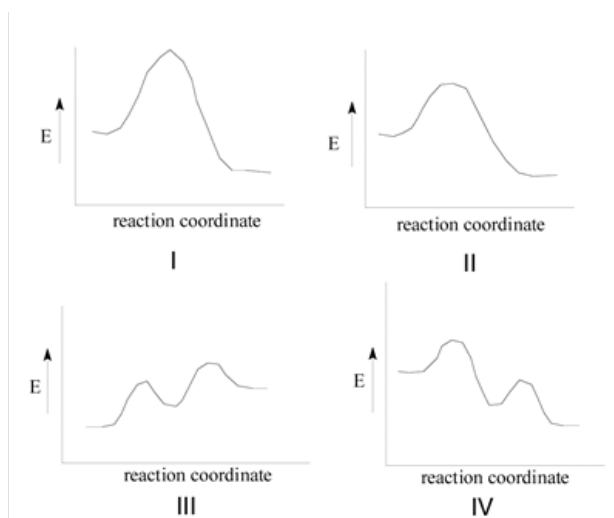 E
reaction coordinate
I
E
reaction coordinate
II
E
reaction coordinate
III
E
reaction coordinate
IV